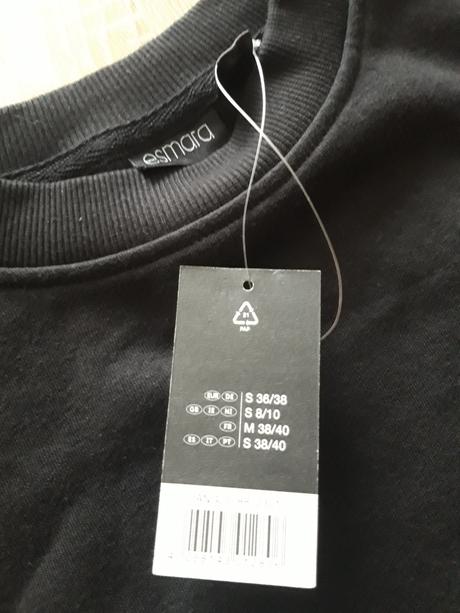 esmara
21
PAP
EUR DE S 36/38
GB IE NI S 8/10
FR M 38/40
ES IT PT S 38/40